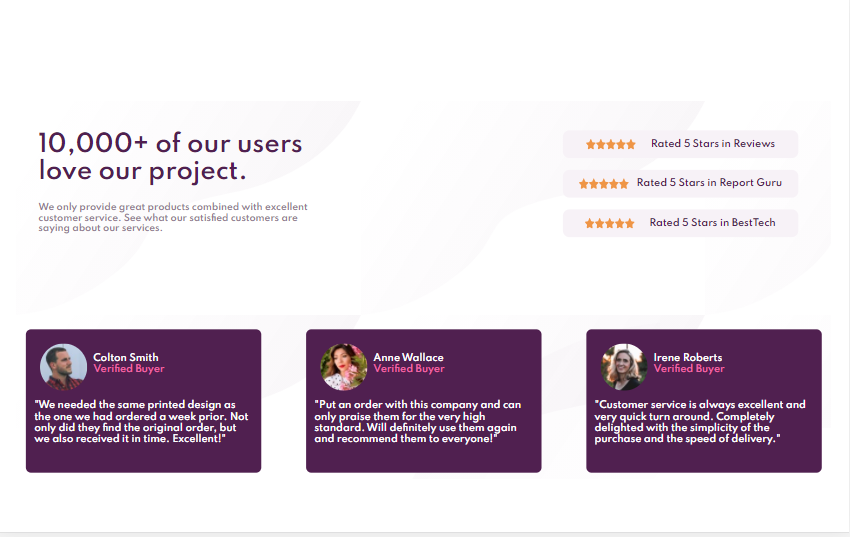 10,000+ of our users
love our project.
We only provide great products combined with excellent
customer service. See what our satisfied customers are
saying about our services.
Rated 5 Stars in Reviews
Rated 5 Stars in Report Guru
Rated 5 Stars in BestTech
Colton Smith
Verified Buyer
"We needed the same printed design as
the one we had ordered a week prior. Not
only did they find the original order, but
we also received it in time. Excellent!"
Anne Wallace
Verified Buyer
"Put an order with this company and can
only praise them for the very high
standard. Will definitely use them again
and recommend them to everyone!"
Irene Roberts
Verified Buyer
"Customer service is always excellent and
very quick turn around. Completely
delighted with the simplicity of the
purchase and the speed of delivery."